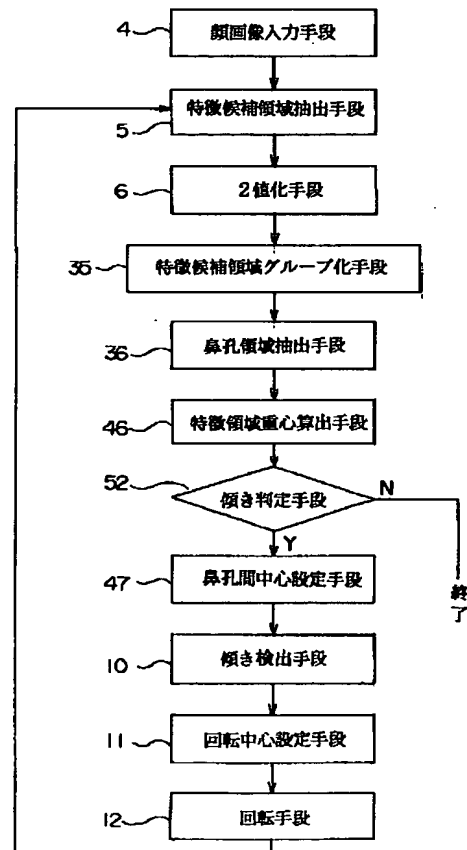 4 顔画像入力手段
5 特徴候補領域抽出手段
6 2値化手段
35 特徴候補領域グループ化手段
36 鼻孔領域抽出手段
46 特徴領域重心算出手段
52 傾き判定手段 N
Y
47 鼻孔間中心設定手段
終了
10 傾き検出手段
11 回転中心設定手段
12 回転手段